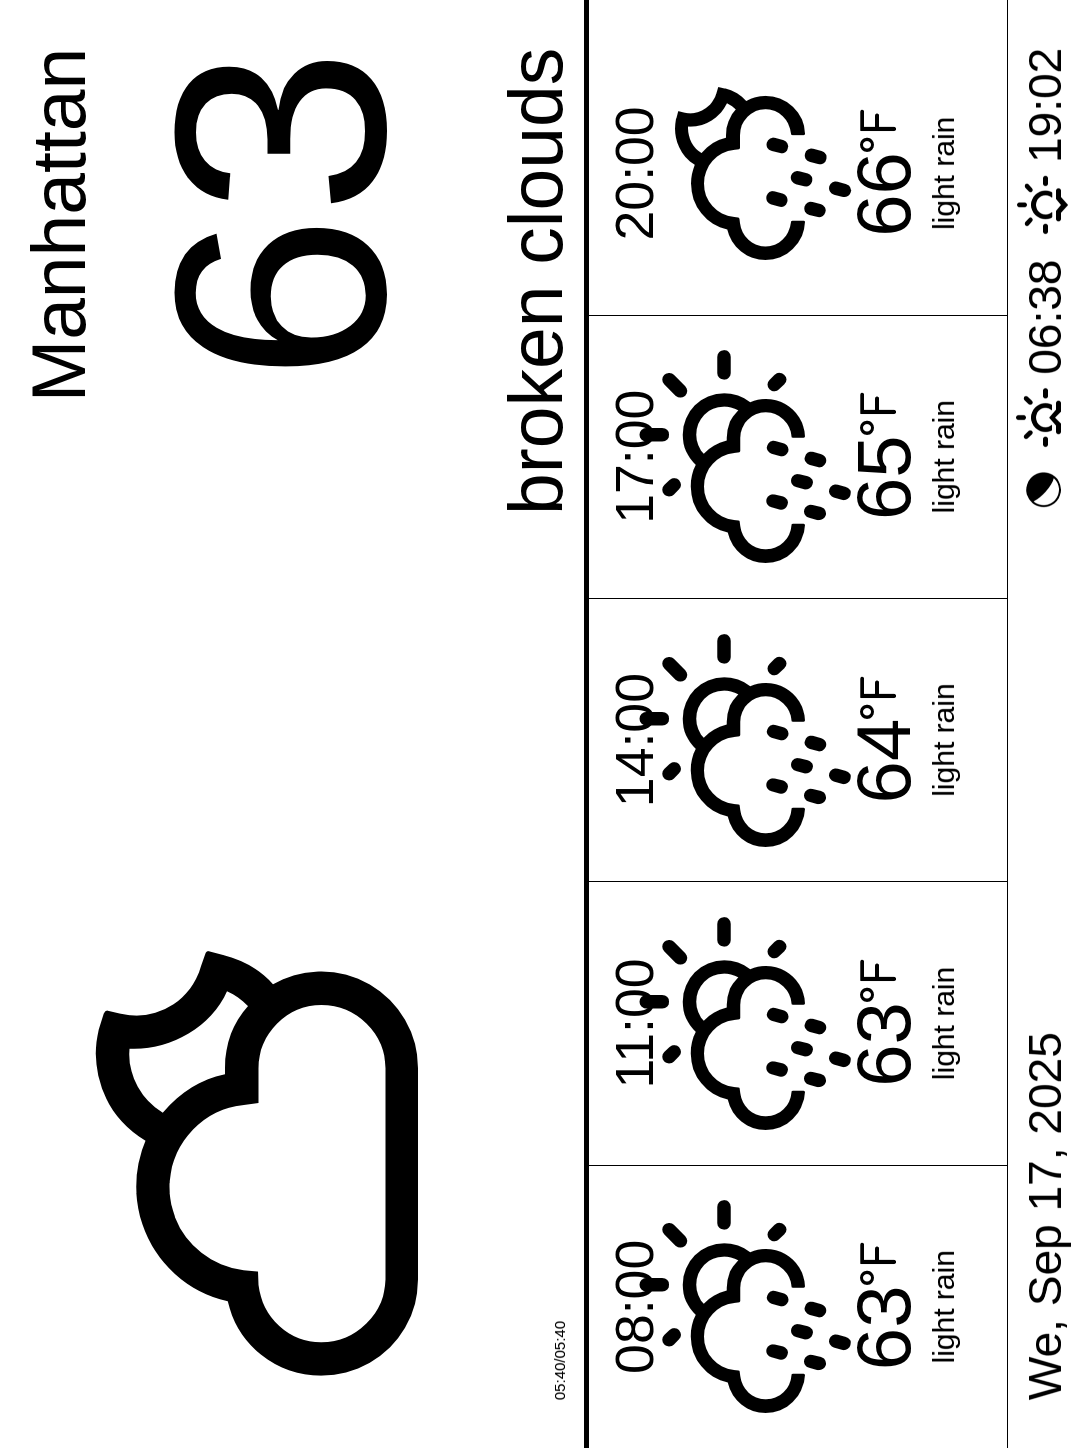 Manhattan
63
broken clouds
05:40/05:40
08:00
63°F
light rain
11:00
63°F
light rain
14:00
64°F
light rain
17:00
65°F
light rain
20:00
66°F
light rain
We, Sep 17, 2025
06:38
19:02